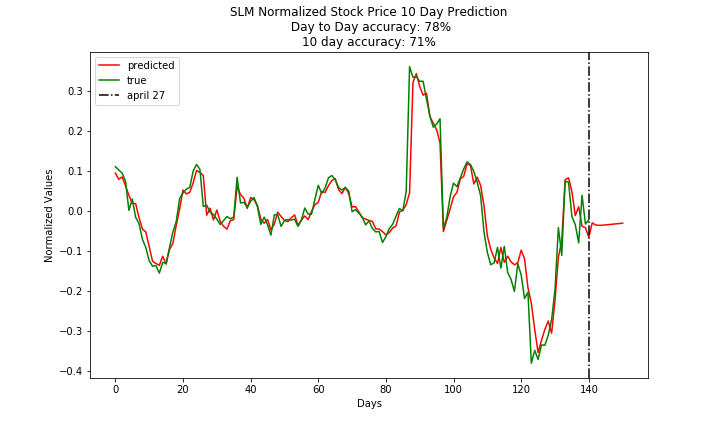 SLM Normalized Stock Price 10 Day Prediction
Day to Day accuracy: 78%
10 day accuracy: 71%
predicted
true
april 27
Normalized Values
0.3
0.2
0.1
0.0
−0.1
−0.2
−0.3
−0.4
0 20 40 60 80 100 120 140
Days